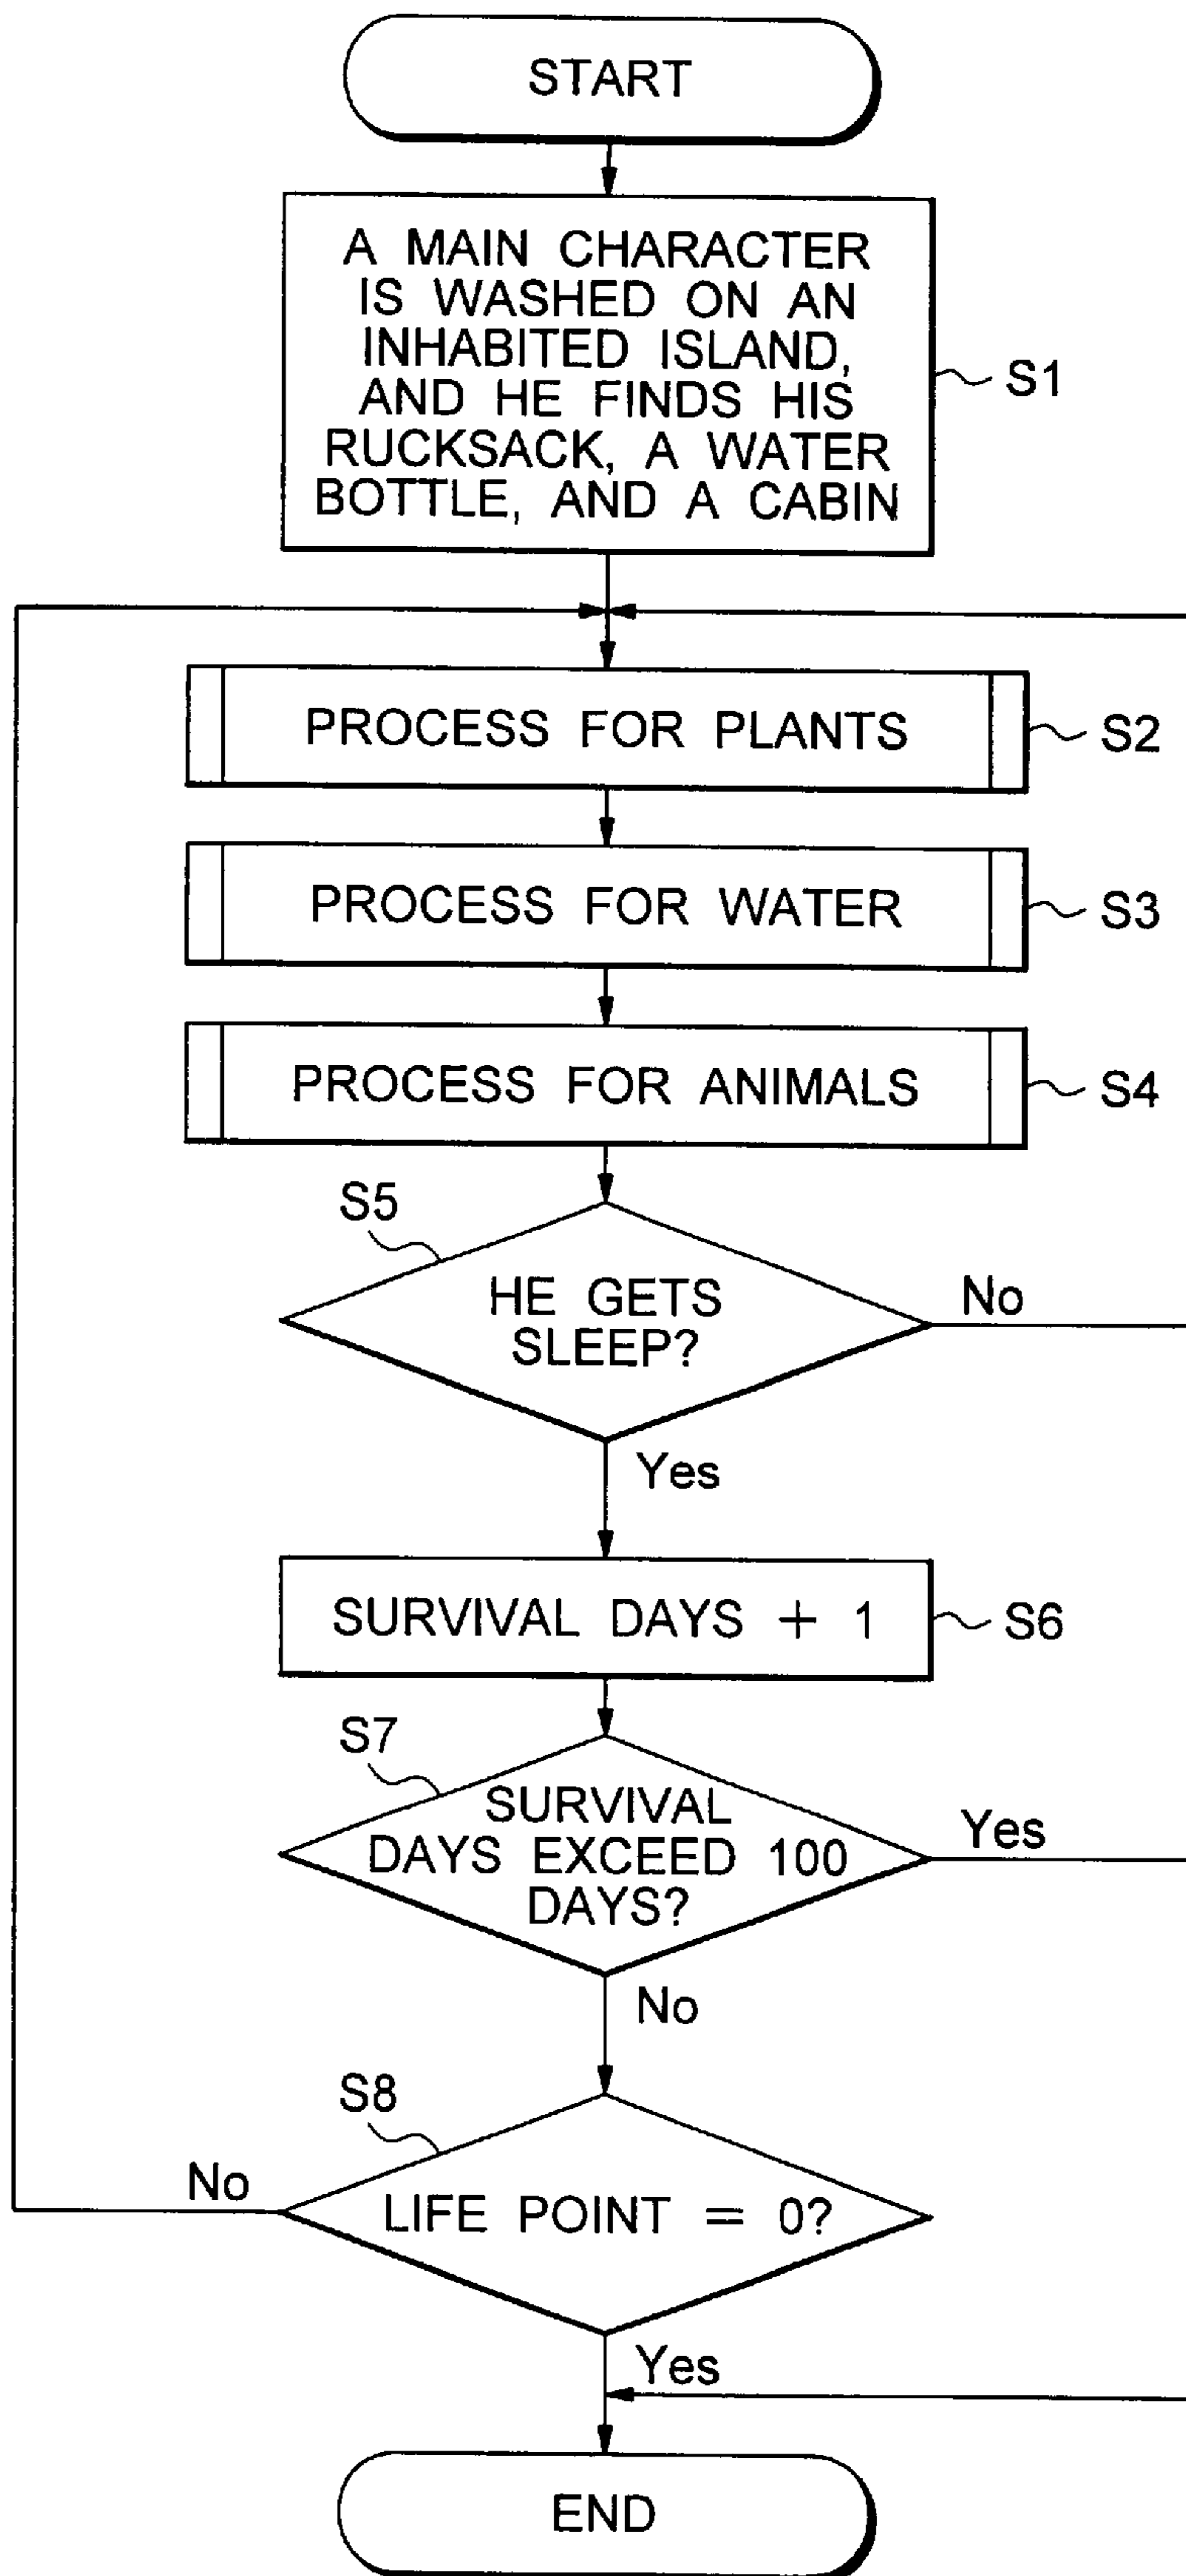 START
A MAIN CHARACTER
IS WASHED ON AN
INHABITED ISLAND,
AND HE FINDS HIS
RUCKSACK, A WATER
BOTTLE, AND A CABIN
S1
PROCESS FOR PLANTS
S2
PROCESS FOR WATER
S3
PROCESS FOR ANIMALS
S4
S5
HE GETS
SLEEP?
No
Yes
SURVIVAL DAYS + 1
S6
S7
SURVIVAL
DAYS EXCEED 100
DAYS?
Yes
No
S8
LIFE POINT = 0?
No
Yes
END